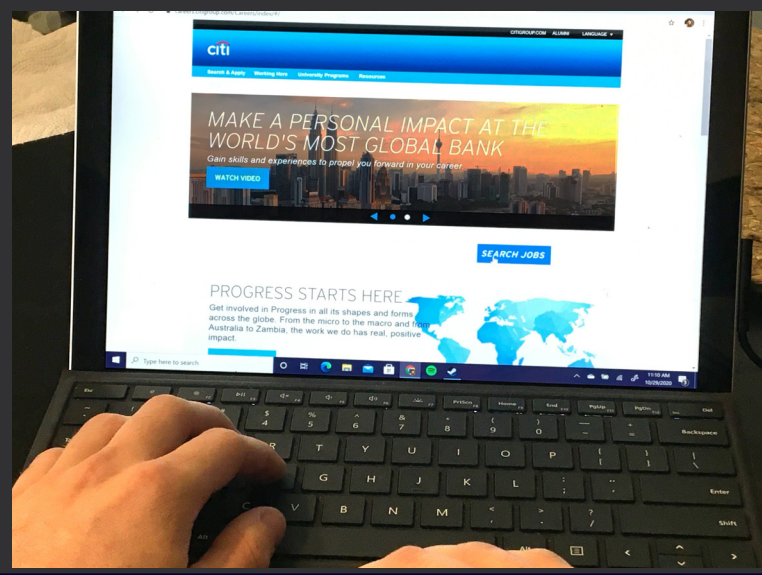 CITIGROUP.COM ALUMNI LANGUAGE
citi
Search & Apply Working Here University Programs Resources
MAKE A PERSONAL IMPACT AT THE
WORLD'S MOST GLOBAL BANK
Gain skills and experiences to propel you forward in your career
WATCH VIDEO
SEARCH JOBS
PROGRESS STARTS HERE
Get involved in Progress in all its shapes and forms
across the globe. From the micro to the macro and from
Australia to Zambia, the work we do has real, positive
impact.
Type here to search
11:10 AM
10/29/2020
Esc PrtScn Home End PgUp PgDn Del
$ % ^ & * ( ) — +
4 5 6 7 8 9 0 - =
Backspace
R T Y U I O P { [ } ] | \
G H J K L : ; " ' Enter
C V B N M < , > . ? / Shift
Alt Alt < >